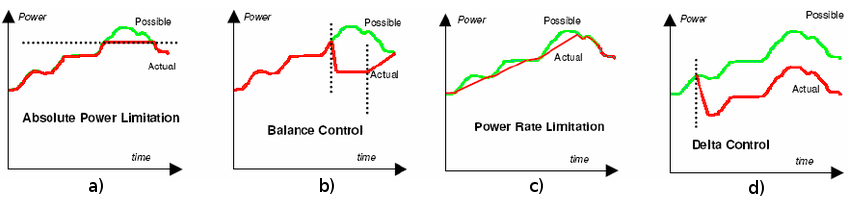 Power
Possible
Actual
Absolute Power Limitation
time
a)
Power
Possible
Actual
Balance Control
time
b)
Power
Possible
Actual
Power Rate Limitation
time
c)
Power
Possible
Actual
Delta Control
time
d)